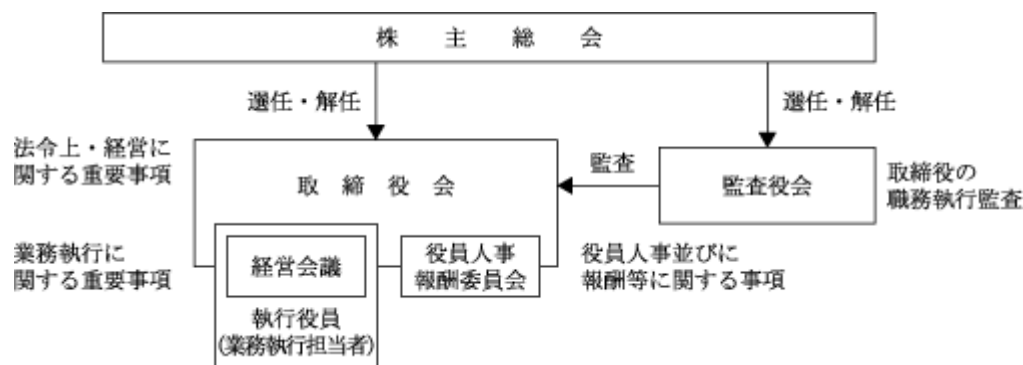 株主総会
選任・解任
選任・解任
法令上・経営に
関する重要事項
取締役会
監査
監査役会
取締役の
職務執行監査
業務執行に
関する重要事項
経営会議
役員人事
報酬委員会
役員人事並びに
報酬等に関する事項
執行役員
(業務執行担当者)